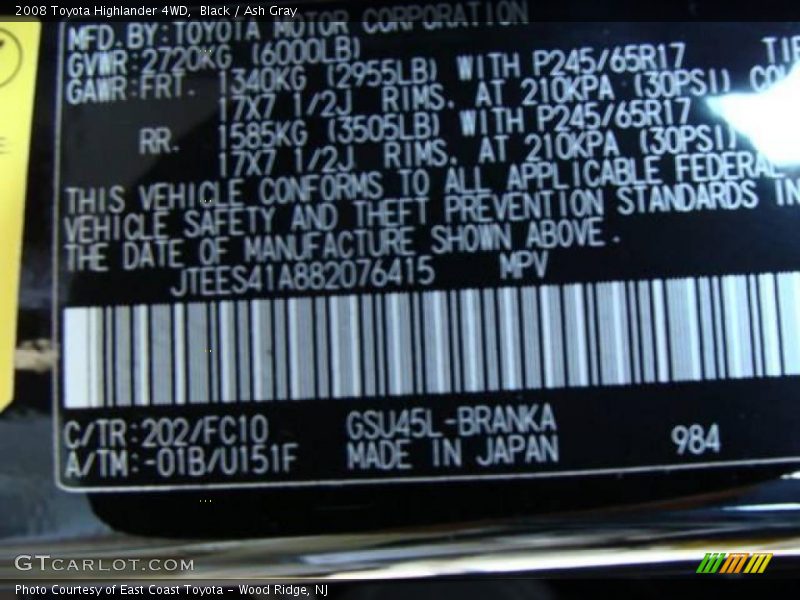 2008 Toyota Highlander 4WD, Black / Ash Gray
MFD. BY: TOYOTA MOTOR CORPORATION
GVWR: 2720KG (6000LB)
GAWR: FRT. 1340KG (2955LB) WITH P245/65R17
17X7 1/2J RIMS. AT 210KPA (30PSI)
RR. 1585KG (3505LB) WITH P245/65R17
17X7 1/2J RIMS. AT 210KPA (30PSI)
THIS VEHICLE CONFORMS TO ALL APPLICABLE FEDERAL
VEHICLE SAFETY AND THEFT PREVENTION STANDARDS IN
THE DATE OF MANUFACTURE SHOWN ABOVE.
JTEES41A882076415 MPV
C/TR: 202/FC10 GSU45L-BRANKA 984
A/TM: -01B/U151F MADE IN JAPAN
GTCARLOT.COM
Photo Courtesy of East Coast Toyota - Wood Ridge, NJ